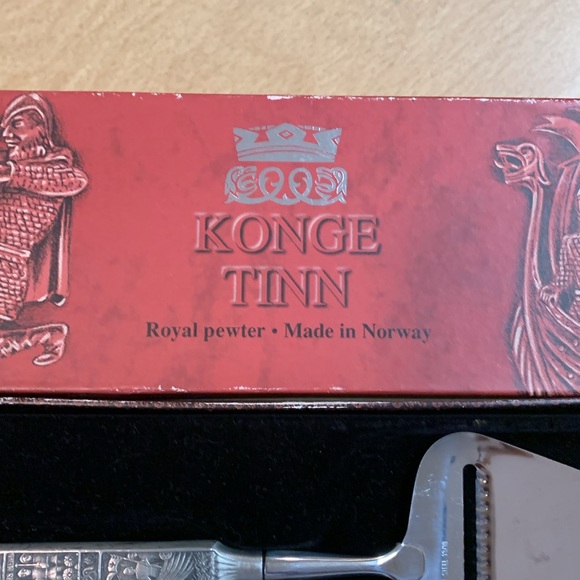 KONGE
TINN
Royal pewter • Made in Norway